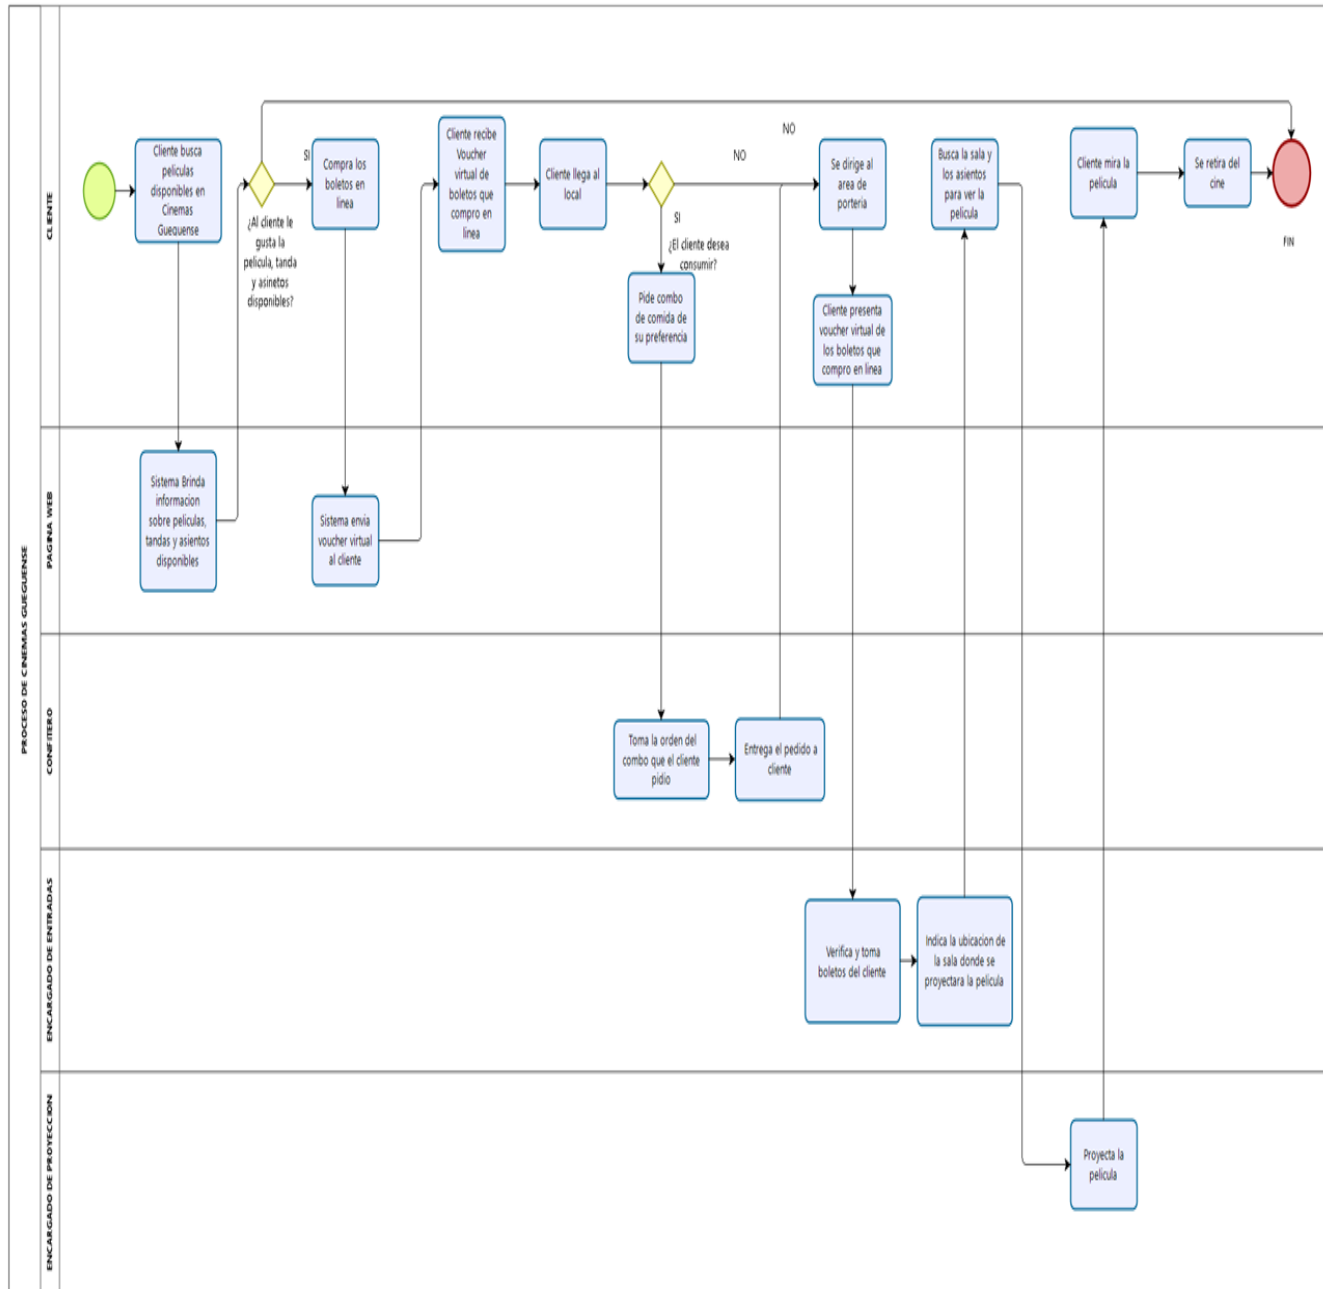 PROCESO DE CINEMAS GUEGUENSE
CLIENTE
Cliente busca
peliculas
disponibles en
Cinemas
Gueguense
¿Al cliente le
gusta la
pelicula, tanda
y asinetos
disponibles?
SI
Compra los
boletos en
linea
Cliente recibe
Voucher
virtual de
boletos que
compro en
linea
Cliente llega al
local
NO
NO
SI
¿El cliente desea
consumir?
Pide combo
de comida de
su preferencia
Se dirige al
area de
porteria
Cliente presenta
voucher virtual de
los boletos que
compro en linea
Busca la sala y
los asientos
para ver la
pelicula
Cliente mira la
pelicula
Se retira del
cine
FIN
PAGINA WEB
Sistema Brinda
informacion
sobre peliculas,
tandas y asientos
disponibles
Sistema envia
voucher virtual
al cliente
CONFITERO
Toma la orden del
combo que el cliente
pidio
Entrega el pedido a
cliente
ENCARGADO DE ENTRADAS
Verifica y toma
boletos del cliente
Indica la ubicacion de
la sala donde se
proyectara la pelicula
ENCARGADO DE PROYECCION
Proyecta la
pelicula